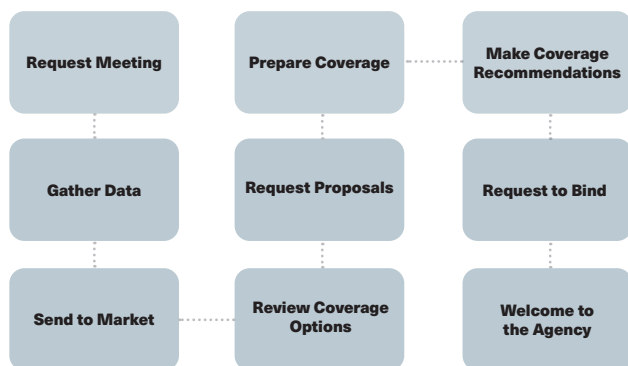 Request Meeting
Prepare Coverage
Make Coverage
Recommendations
Gather Data
Request Proposals
Request to Bind
Send to Market
Review Coverage
Options
Welcome to
the Agency